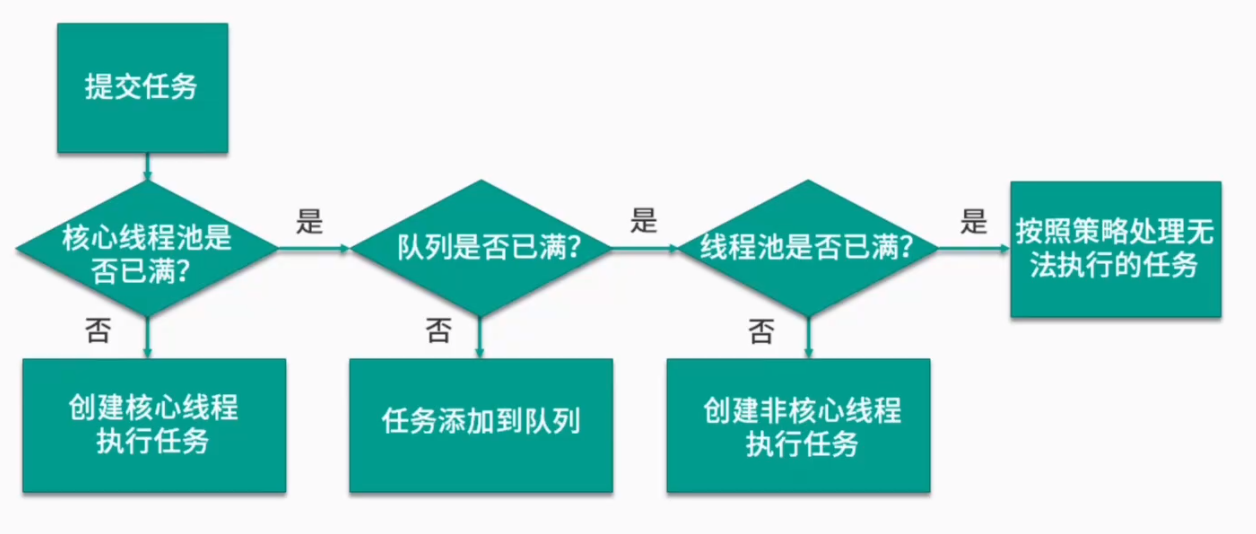 提交任务
核心线程池是
否已满？
是
队列是否已满？
是
线程池是否已满？
是
按照策略处理无
法执行的任务
否
创建核心线程
执行任务
否
任务添加到队列
否
创建非核心线程
执行任务